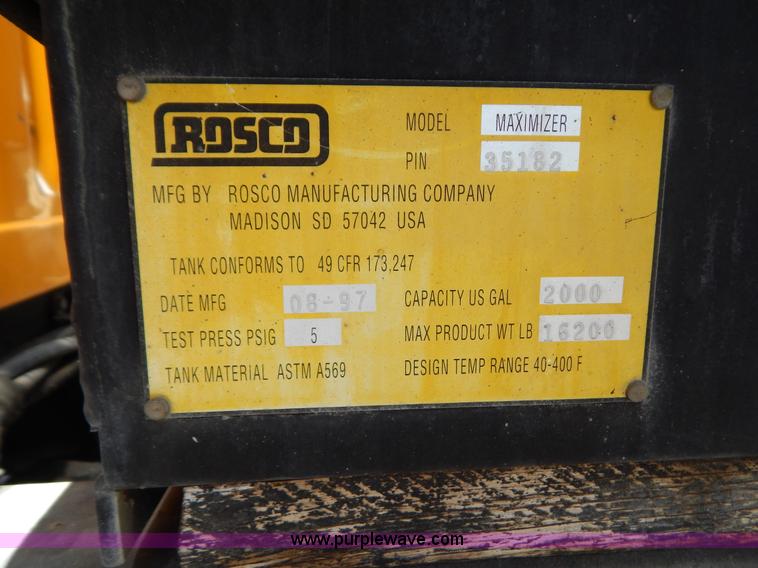 ROSCO
MODEL MAXIMIZER
PIN 35182
MFG BY ROSCO MANUFACTURING COMPANY
MADISON SD 57042 USA
TANK CONFORMS TO 49 CFR 173,247
DATE MFG 08-97 CAPACITY US GAL 2000
TEST PRESS PSIG 5 MAX PRODUCT WT LB 16200
TANK MATERIAL ASTM A569 DESIGN TEMP RANGE 40-400 F
www.purplewave.com